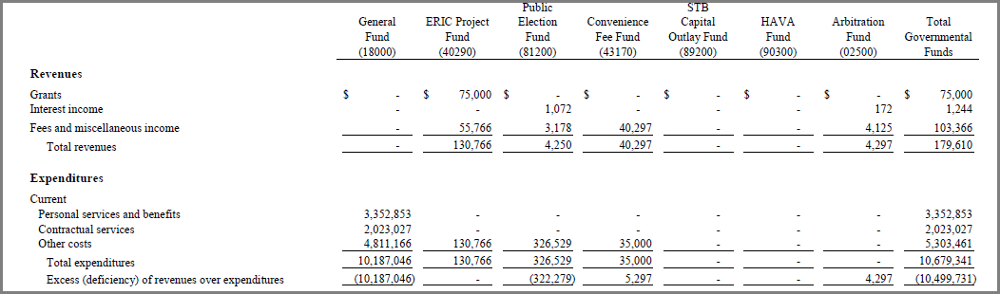 Public STB
General ERIC Project Election Convenience Capital HAVA Arbitration Total
Fund Fund Fund Fee Fund Outlay Fund Fund Fund Governmental
(18000) (40290) (81200) (43170) (89200) (90300) (02500) Funds
Revenues
Grants $ - $ 75,000 $ - $ - $ - $ - $ - $ 75,000
Interest income - - 1,072 - - - 172 1,244
Fees and miscellaneous income - 55,766 3,178 40,297 - - 4,125 103,366
Total revenues - 130,766 4,250 40,297 - - 4,297 179,610
Expenditures
Current
Personal services and benefits 3,352,853 - - - - - - 3,352,853
Contractual services 2,023,027 - - - - - - 2,023,027
Other costs 4,811,166 130,766 326,529 35,000 - - - 5,303,461
Total expenditures 10,187,046 130,766 326,529 35,000 - - - 10,679,341
Excess (deficiency) of revenues over expenditures (10,187,046) - (322,279) 5,297 - - 4,297 (10,499,731)